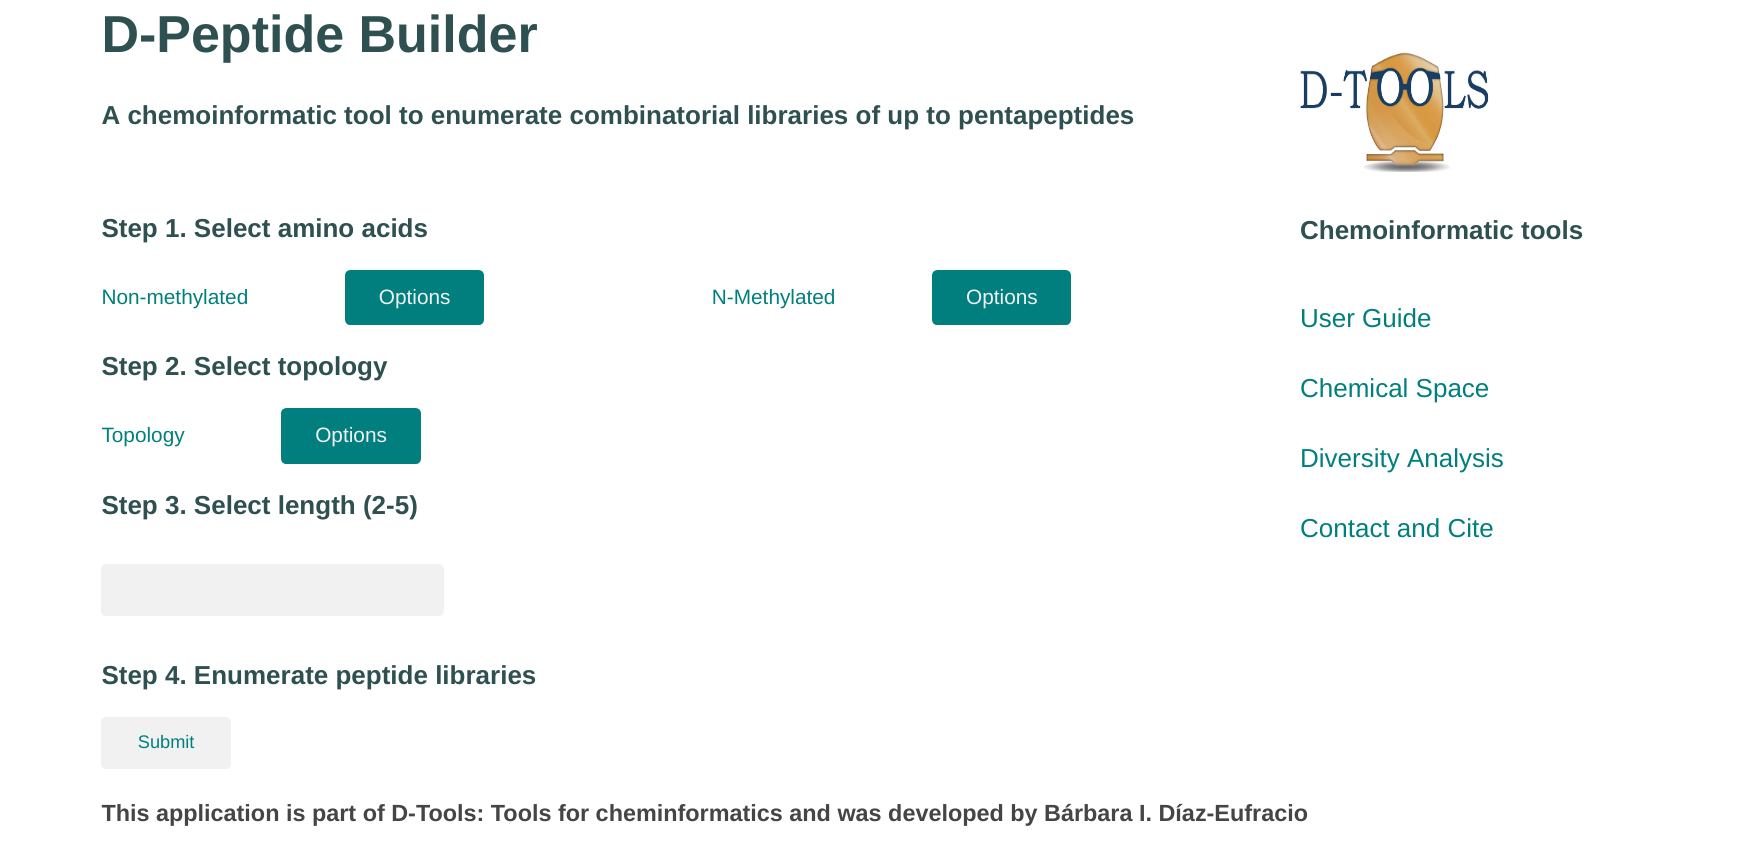 D-Peptide Builder
A chemoinformatic tool to enumerate combinatorial libraries of up to pentapeptides
Step 1. Select amino acids
Non-methylated Options N-Methylated Options
Step 2. Select topology
Topology Options
Step 3. Select length (2-5)
Step 4. Enumerate peptide libraries
Submit
This application is part of D-Tools: Tools for cheminformatics and was developed by Bárbara I. Díaz-Eufracio
D-TOOLS
Chemoinformatic tools
User Guide
Chemical Space
Diversity Analysis
Contact and Cite